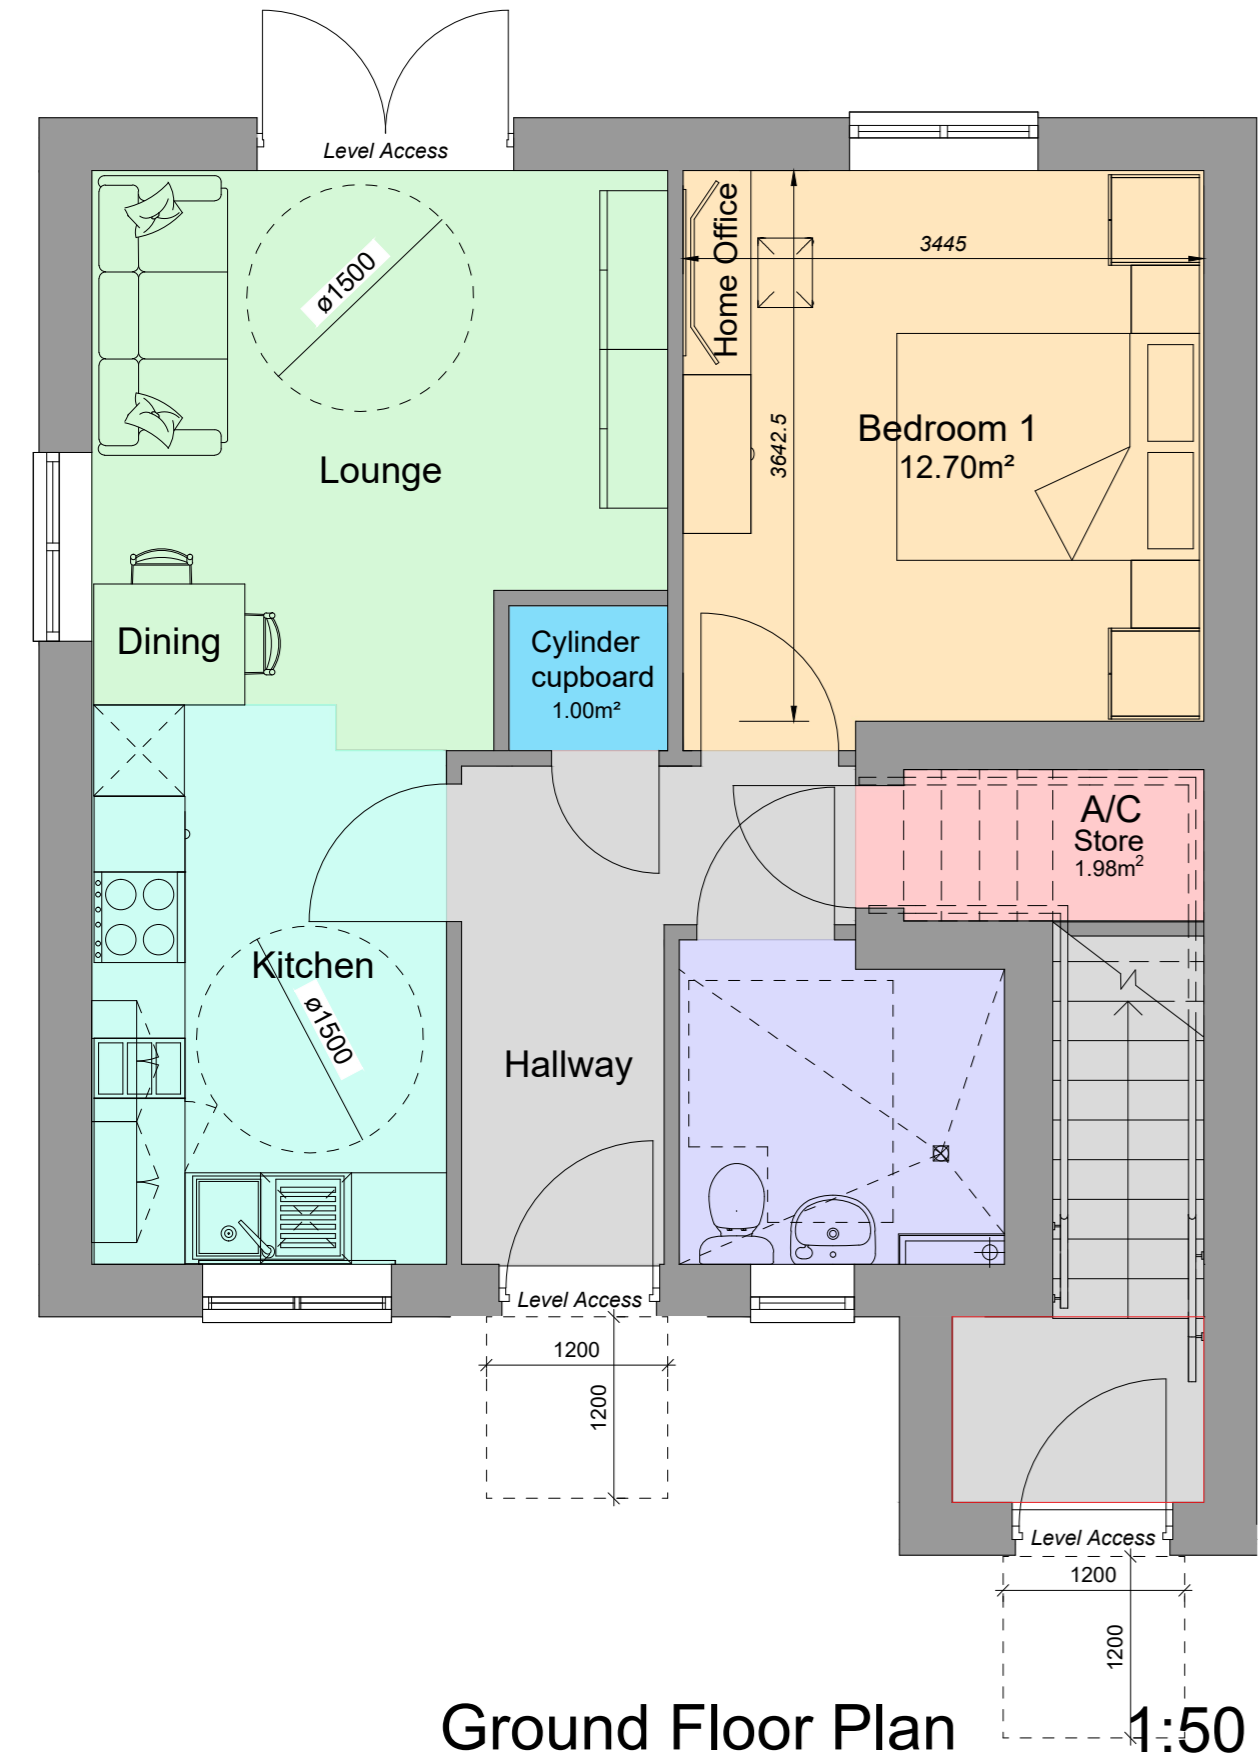 Level Access
Home Office
3445
ø1500
3642.5
Bedroom 1
12.70m²
Lounge
Dining
Cylinder
cupboard
1.00m²
A/C
Store
1.98m²
Kitchen
ø1500
Hallway
Level Access
1200
1200
Level Access
1200
1200
Ground Floor Plan 1:50